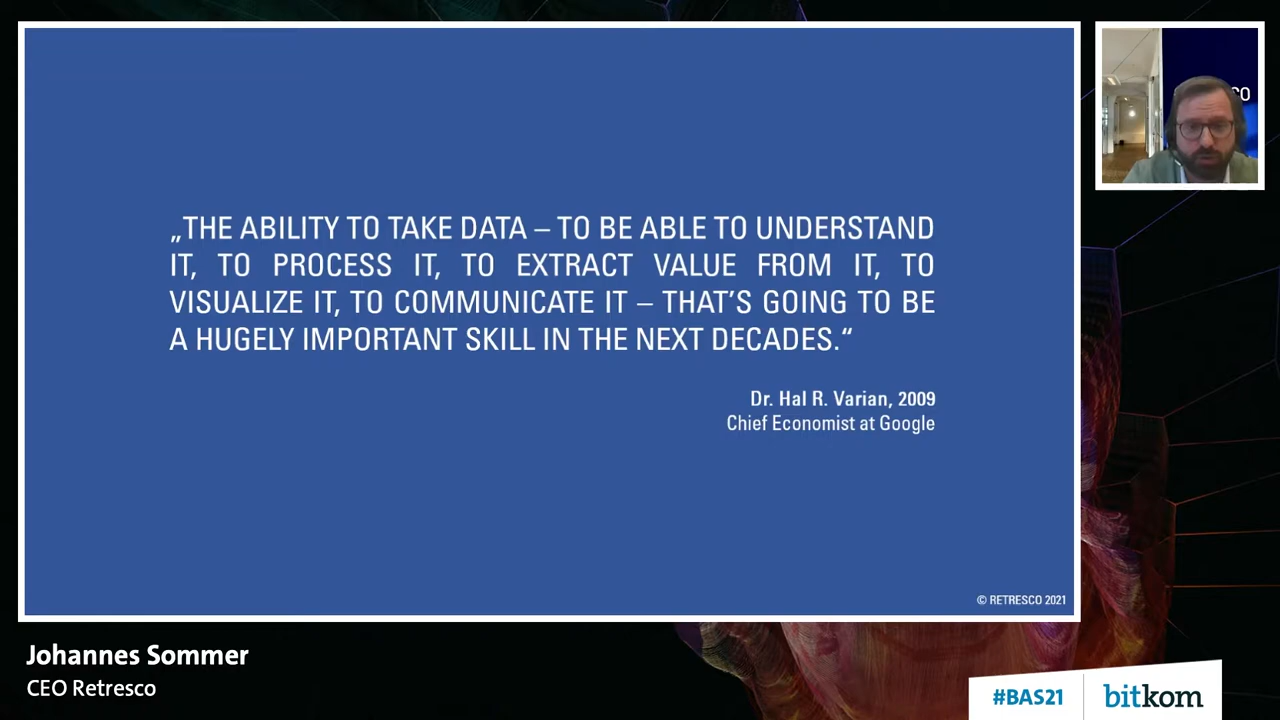 „THE ABILITY TO TAKE DATA – TO BE ABLE TO UNDERSTAND
IT, TO PROCESS IT, TO EXTRACT VALUE FROM IT, TO
VISUALIZE IT, TO COMMUNICATE IT – THAT'S GOING TO BE
A HUGELY IMPORTANT SKILL IN THE NEXT DECADES.“
Dr. Hal R. Varian, 2009
Chief Economist at Google
© RETRESCO 2021
CO
Johannes Sommer
CEO Retresco
#BAS21
bitkom